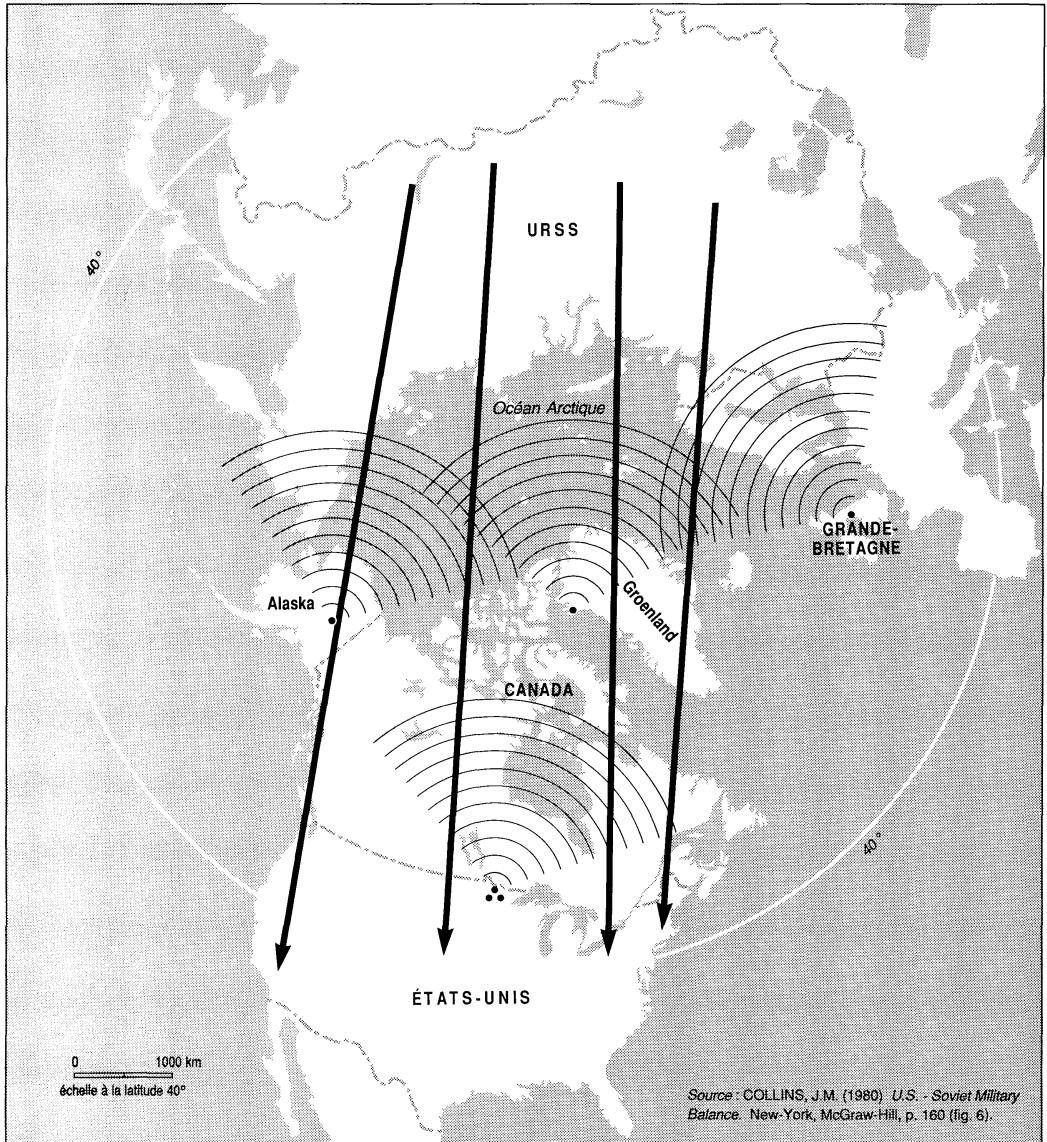 40°
URSS
Océan Arctique
GRANDE-
BRETAGNE
Alaska
Groenland
CANADA
40°
ÉTATS-UNIS
0 1000 km
échelle à la latitude 40°
Source : COLLINS, J.M. (1980) U.S. - Soviet Military
Balance. New-York, McGraw-Hill, p. 160 (fig. 6).